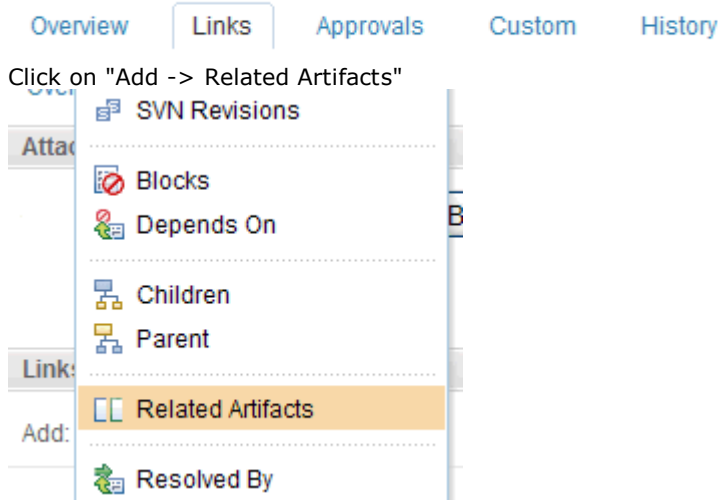 Overview Links Approvals Custom History
Click on "Add -> Related Artifacts"
SVN Revisions
Blocks
Depends On
Children
Parent
Related Artifacts
Add:
Resolved By